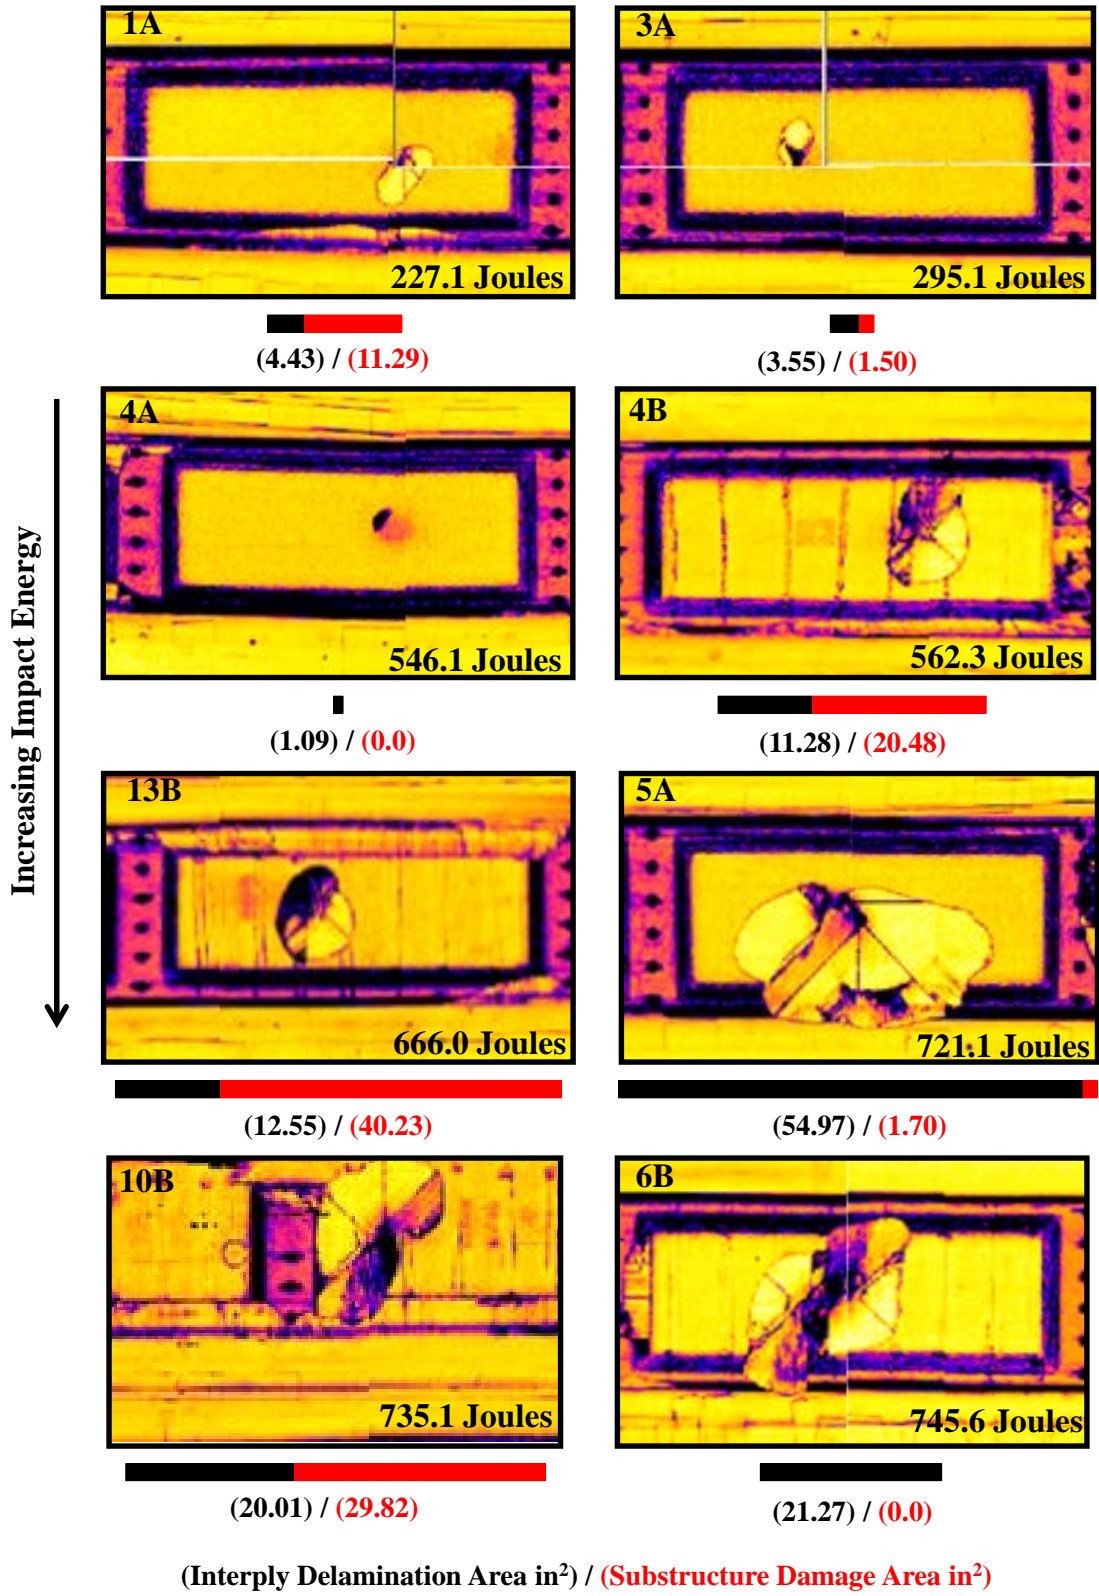 1A
227.1 Joules
(4.43) / (11.29)
3A
295.1 Joules
(3.55) / (1.50)
Increasing Impact Energy
4A
546.1 Joules
(1.09) / (0.0)
4B
562.3 Joules
(11.28) / (20.48)
13B
666.0 Joules
(12.55) / (40.23)
5A
721.1 Joules
(54.97) / (1.70)
10B
735.1 Joules
(20.01) / (29.82)
6B
745.6 Joules
(21.27) / (0.0)
(Interply Delamination Area in²) / (Substructure Damage Area in²)